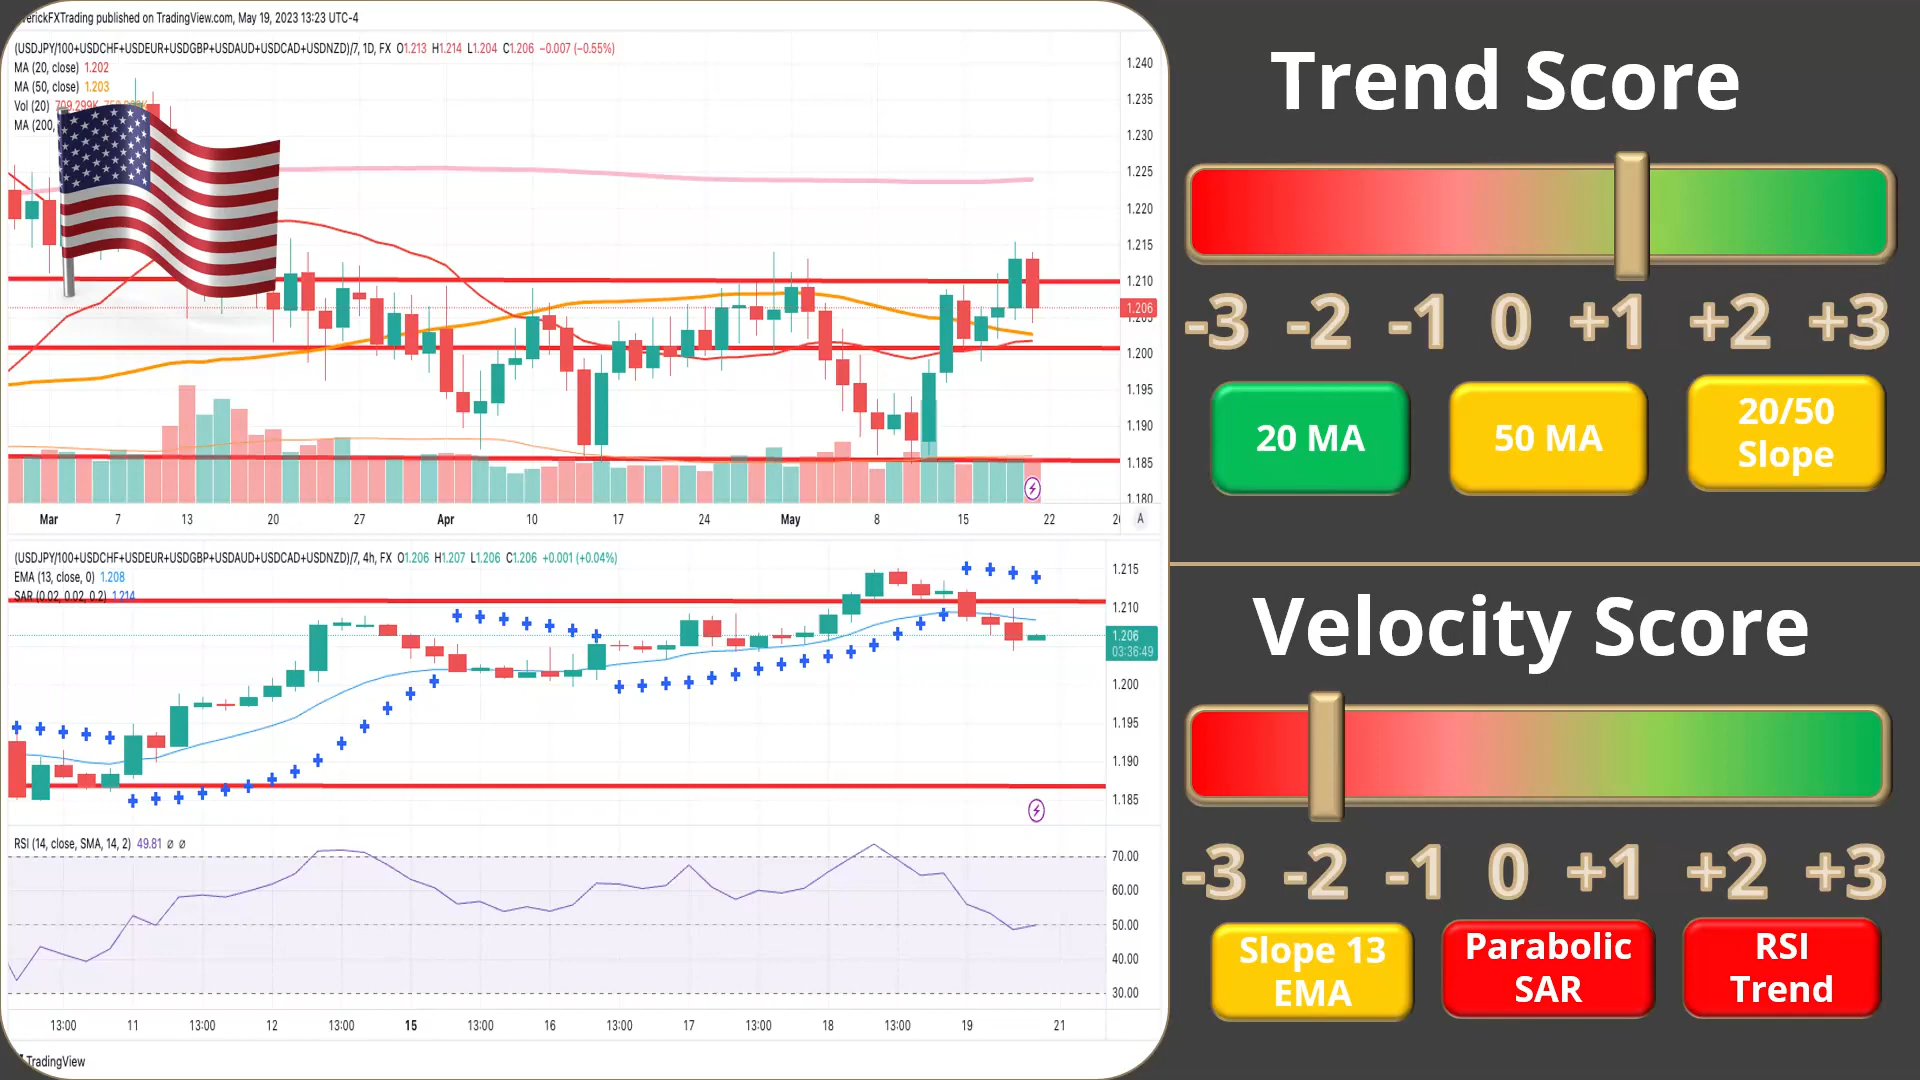 erickFXTrading published on TradingView.com, May 19, 2023 13:23 UTC-4
(USDJPY/100+USDCHF+USDEUR+USDGBP+USDAUD+USDCAD+USDNZD)/7, 1D, FX O1.213 H1.214 L1.204 C1.206 −0.007 (−0.55%)
MA (20, close) 1.202
MA (50, close) 1.203
Vol (20) 709.299K
MA (200,
1.240
1.235
1.230
1.225
1.220
1.215
1.210
1.206
1.205
1.200
1.195
1.190
1.185
1.180
Mar 7 13 20 27 Apr 10 17 24 May 8 15 22 A
(USDJPY/100+USDCHF+USDEUR+USDGBP+USDAUD+USDCAD+USDNZD)/7, 4h, FX O1.206 H1.207 L1.206 C1.206 +0.001 (+0.04%)
EMA (13, close, 0) 1.208
SAR (0.02, 0.02, 0.2) 1.214
1.215
1.210
1.206
03:36:49
1.200
1.195
1.190
1.185
RSI (14, close, SMA, 14, 2) 49.81 ø ø
70.00
60.00
50.00
40.00
30.00
13:00 11 13:00 12 13:00 15 13:00 16 13:00 17 13:00 18 13:00 19 21
TradingView
Trend Score
-3 -2 -1 0 +1 +2 +3
20 MA
50 MA
20/50
Slope
Velocity Score
-3 -2 -1 0 +1 +2 +3
Slope 13
EMA
Parabolic
SAR
RSI
Trend